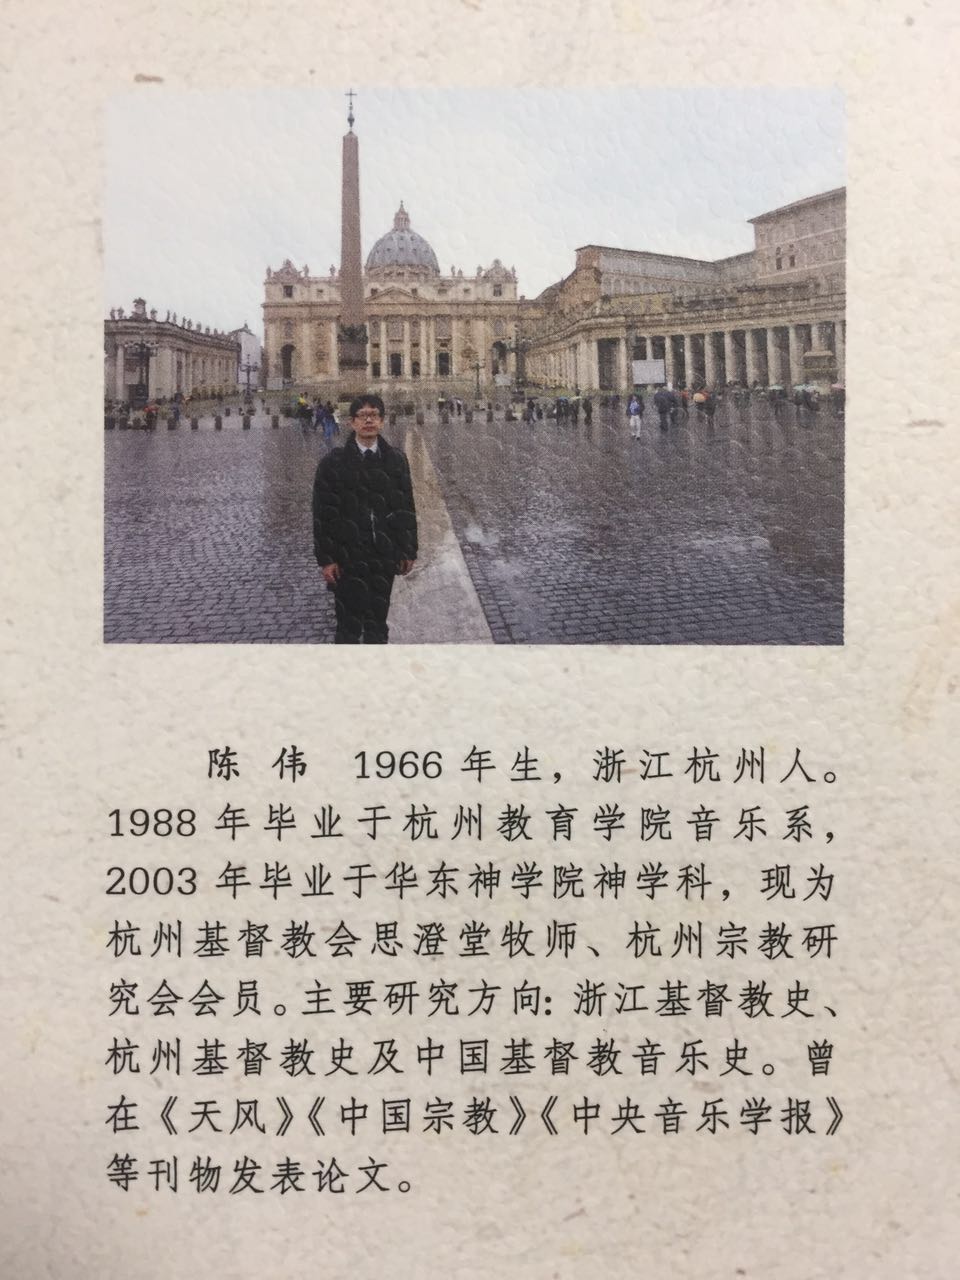 陈伟 1966年生，浙江杭州人。
1988年毕业于杭州教育学院音乐系，
2003年毕业于华东神学院神学科，现为
杭州基督教会思澄堂牧师、杭州宗教研
究会会员。主要研究方向：浙江基督教史、
杭州基督教史及中国基督教音乐史。曾
在《天风》《中国宗教》《中央音乐学报》
等刊物发表论文。